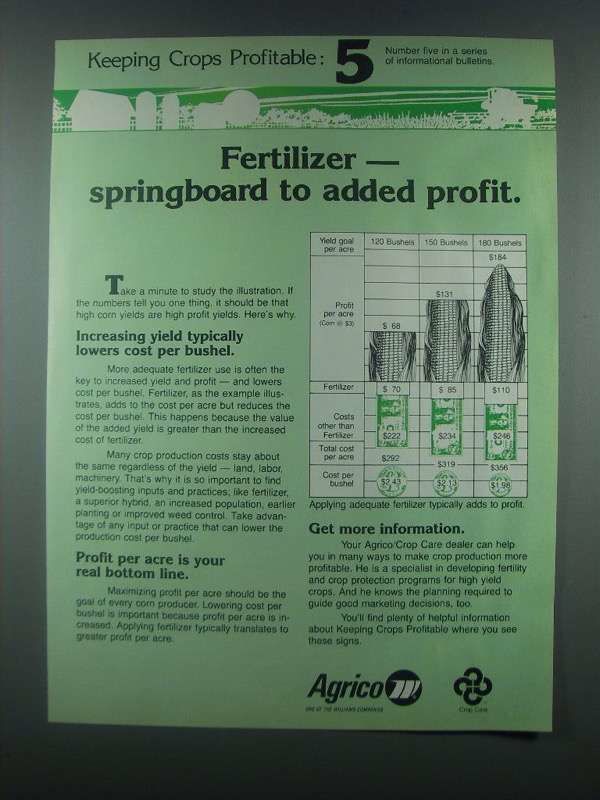 Keeping Crops Profitable: 5
Number five in a series
of informational bulletins.
Fertilizer —
springboard to added profit.
Take a minute to study the illustration. If
the numbers tell you one thing, it should be that
high corn yields are high profit yields. Here's why.
Increasing yield typically
lowers cost per bushel.
More adequate fertilizer use is often the
key to increased yield and profit — and lowers
cost per bushel. Fertilizer, as the example illus-
trates, adds to the cost per acre but reduces the
cost per bushel. This happens because the value
of the added yield is greater than the increased
cost of fertilizer.
Many crop production costs stay about
the same regardless of the yield — land, labor,
machinery. That's why it is so important to find
yield-boosting inputs and practices, like fertilizer,
a superior hybrid, an increased population, earlier
planting or improved weed control. Take advan-
tage of any input or practice that can lower the
production cost per bushel.
Profit per acre is your
real bottom line.
Maximizing profit per acre should be the
goal of every corn producer. Lowering cost per
bushel is important because profit per acre is in-
creased. Applying fertilizer typically translates to
greater profit per acre.
Yield goal
per acre
120 Bushels
150 Bushels
180 Bushels
Profit
per acre
(Corn @ $3)
$ 68
$131
$184
Fertilizer
$ 70
$ 85
$110
Costs
other than
Fertilizer
$222
$234
$246
Total cost
per acre
$292
$319
$356
Cost per
bushel
$2.43
$2.13
$1.98
Applying adequate fertilizer typically adds to profit.
Get more information.
Your Agrico/Crop Care dealer can help
you in many ways to make crop production more
profitable. He is a specialist in developing fertility
and crop protection programs for high yield
crops. And he knows the planning required to
guide good marketing decisions, too.
You'll find plenty of helpful information
about Keeping Crops Profitable where you see
these signs.
Agrico
ONE OF THE WILLIAMS COMPANIES
Crop Care